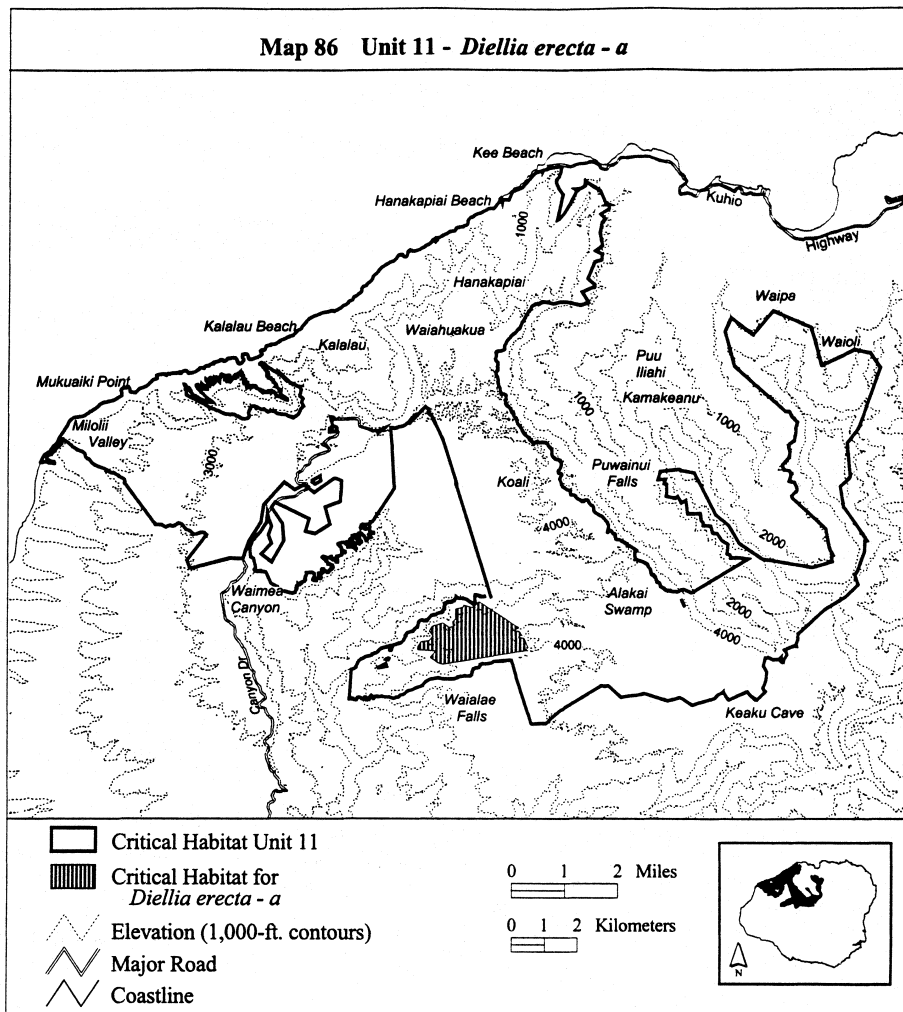 Map 86 Unit 11 - Diellia erecta - a
Kee Beach
Hanakapiai Beach
Kuhio
Highway
1000
Hanakapiai
Waipa
Kalalau Beach
Kalalau
Waiahuakua
Waioli
Puu
Iliahi
Mukuaiki Point
Kamakeanu
1000
1000
Milolii
Valley
3000
Puwainui
Falls
Koali
4000
2000
Waimea
Canyon
Alakai
Swamp
2000
4000
4000
Canyon Dr
Waialae
Falls
Keaku Cave
Critical Habitat Unit 11
Critical Habitat for
Diellia erecta - a
Elevation (1,000-ft. contours)
Major Road
Coastline
0 1 2 Miles
0 1 2 Kilometers
N